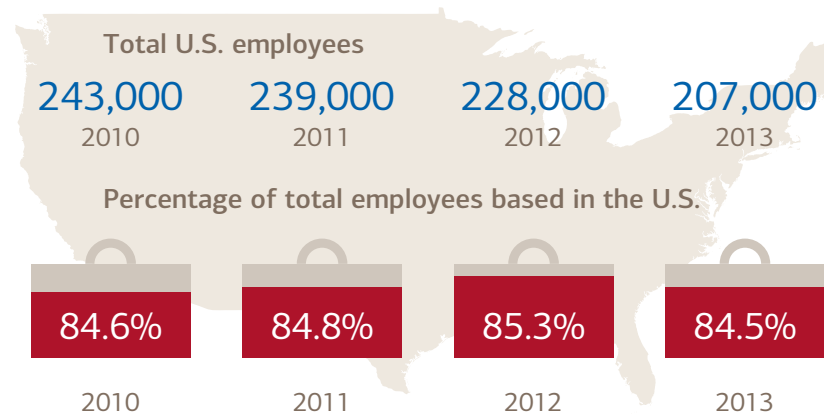 Total U.S. employees
243,000 239,000 228,000 207,000
2010 2011 2012 2013
Percentage of total employees based in the U.S.
84.6% 84.8% 85.3% 84.5%
2010 2011 2012 2013